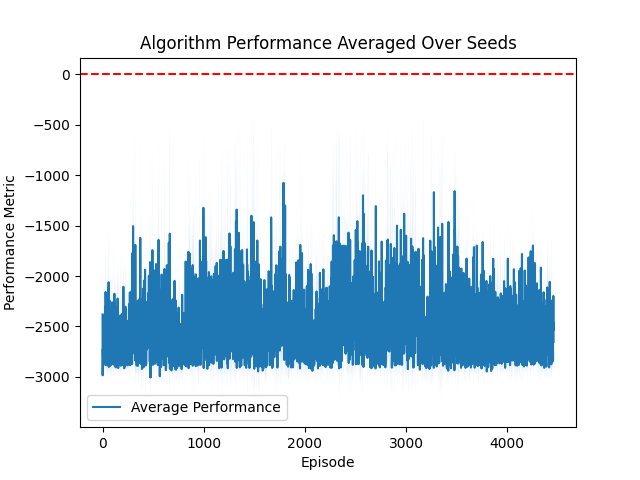 Algorithm Performance Averaged Over Seeds
0
−500
−1000
−1500
−2000
−2500
−3000
Performance Metric
Average Performance
0 1000 2000 3000 4000
Episode